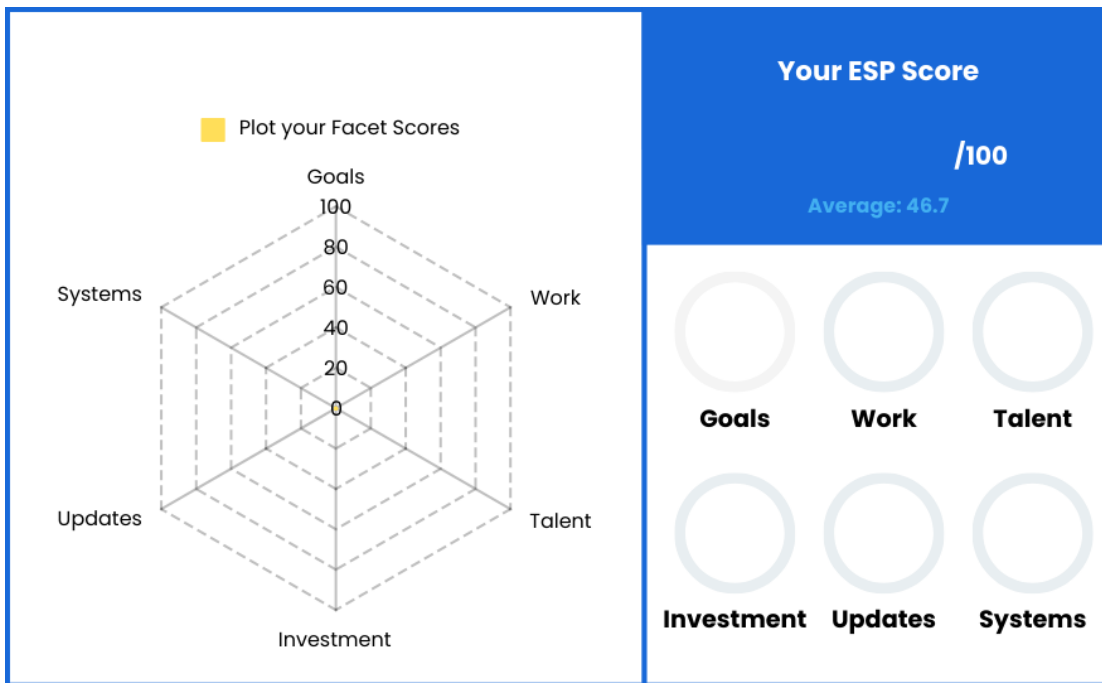 Plot your Facet Scores
Goals
100
80
60
40
20
0
Systems
Work
Updates
Talent
Investment
Your ESP Score
/100
Average: 46.7
Goals
Work
Talent
Investment
Updates
Systems